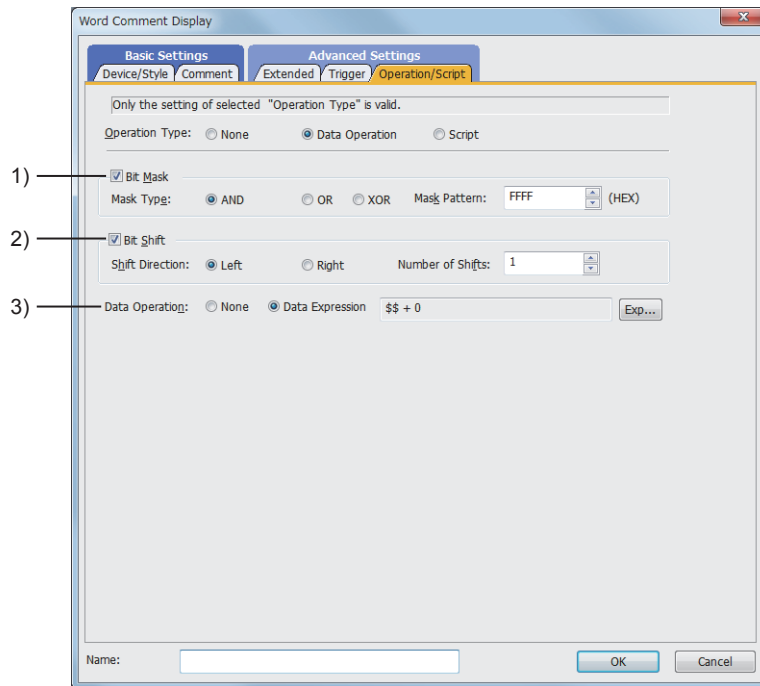 Word Comment Display
x
Basic Settings Advanced Settings
Device/Style Comment Extended Trigger Operation/Script
Only the setting of selected "Operation Type" is valid.
Operation Type: None Data Operation Script
1) Bit Mask
Mask Type: AND OR XOR Mask Pattern: FFFF (HEX)
2) Bit Shift
Shift Direction: Left Right Number of Shifts: 1
3) Data Operation: None Data Expression $$ + 0 Exp...
Name: OK Cancel